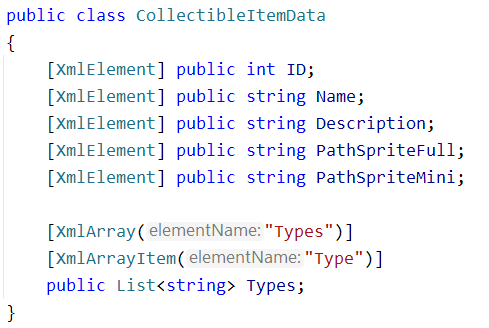 public class CollectibleItemData
{
[XmlElement] public int ID;
[XmlElement] public string Name;
[XmlElement] public string Description;
[XmlElement] public string PathSpriteFull;
[XmlElement] public string PathSpriteMini;
[XmlArray( elementName: "Types")]
[XmlArrayItem( elementName: "Type")]
public List<string> Types;
}